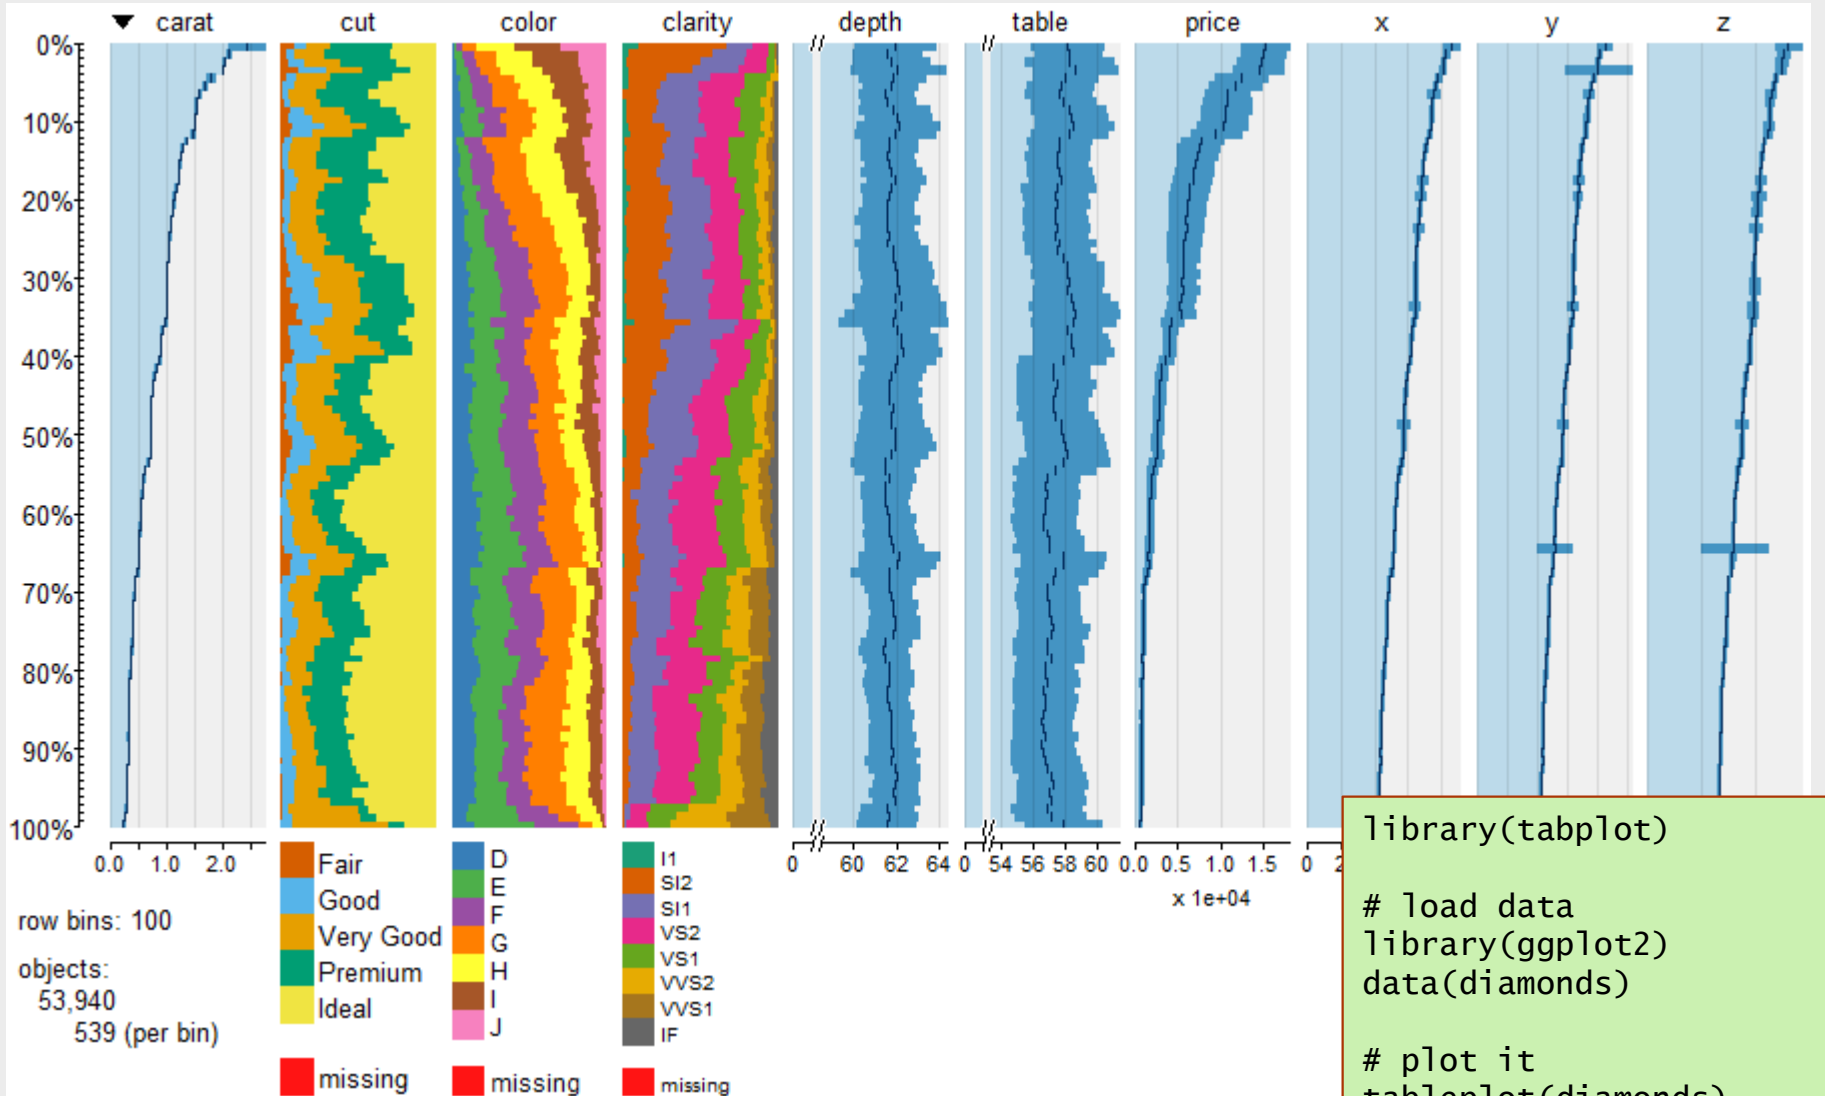 carat cut color clarity depth table price x y z
0%
10%
20%
30%
40%
50%
60%
70%
80%
90%
100%
0.0 1.0 2.0
0 60 62 64
0 54 56 58 60
0.0 0.5 1.0 1.5
x 1e+04
0 2
row bins: 100
objects:
53,940
539 (per bin)
Fair
Good
Very Good
Premium
Ideal
missing
D
E
F
G
H
I
J
missing
I1
SI2
SI1
VS2
VS1
VVS2
VVS1
IF
missing
library(tabplot)
# load data
library(ggplot2)
data(diamonds)
# plot it
tableplot(diamonds)